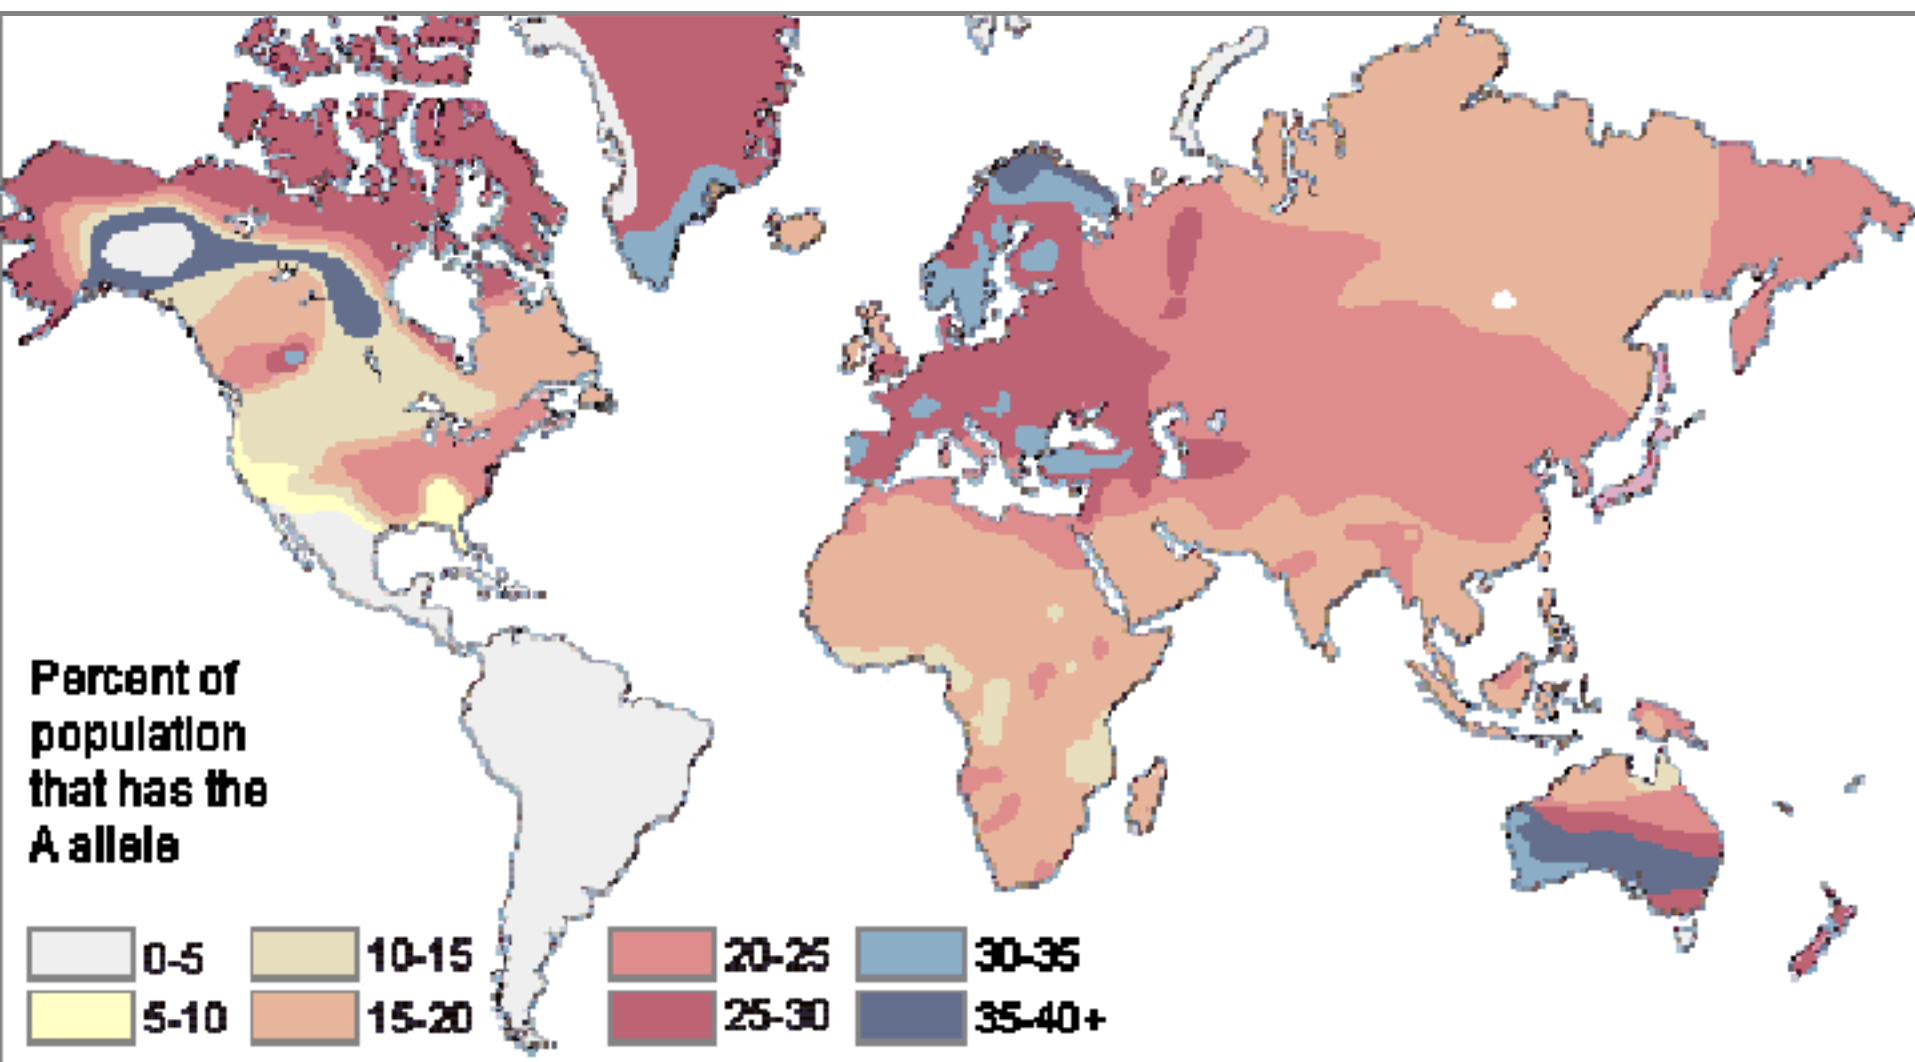 Percent of
population
that has the
A allele
0-5
10-15
20-25
30-35
5-10
15-20
25-30
35-40+